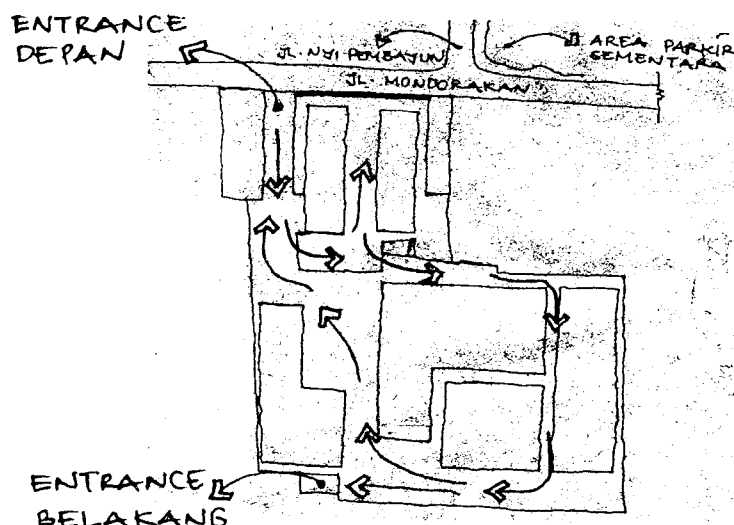 ENTRANCE
DEPAN
JL. NYI PEMBAYUN
JL. MONDORAKAN
AREA PARKIR
SEMENTARA
ENTRANCE
BELAKANG